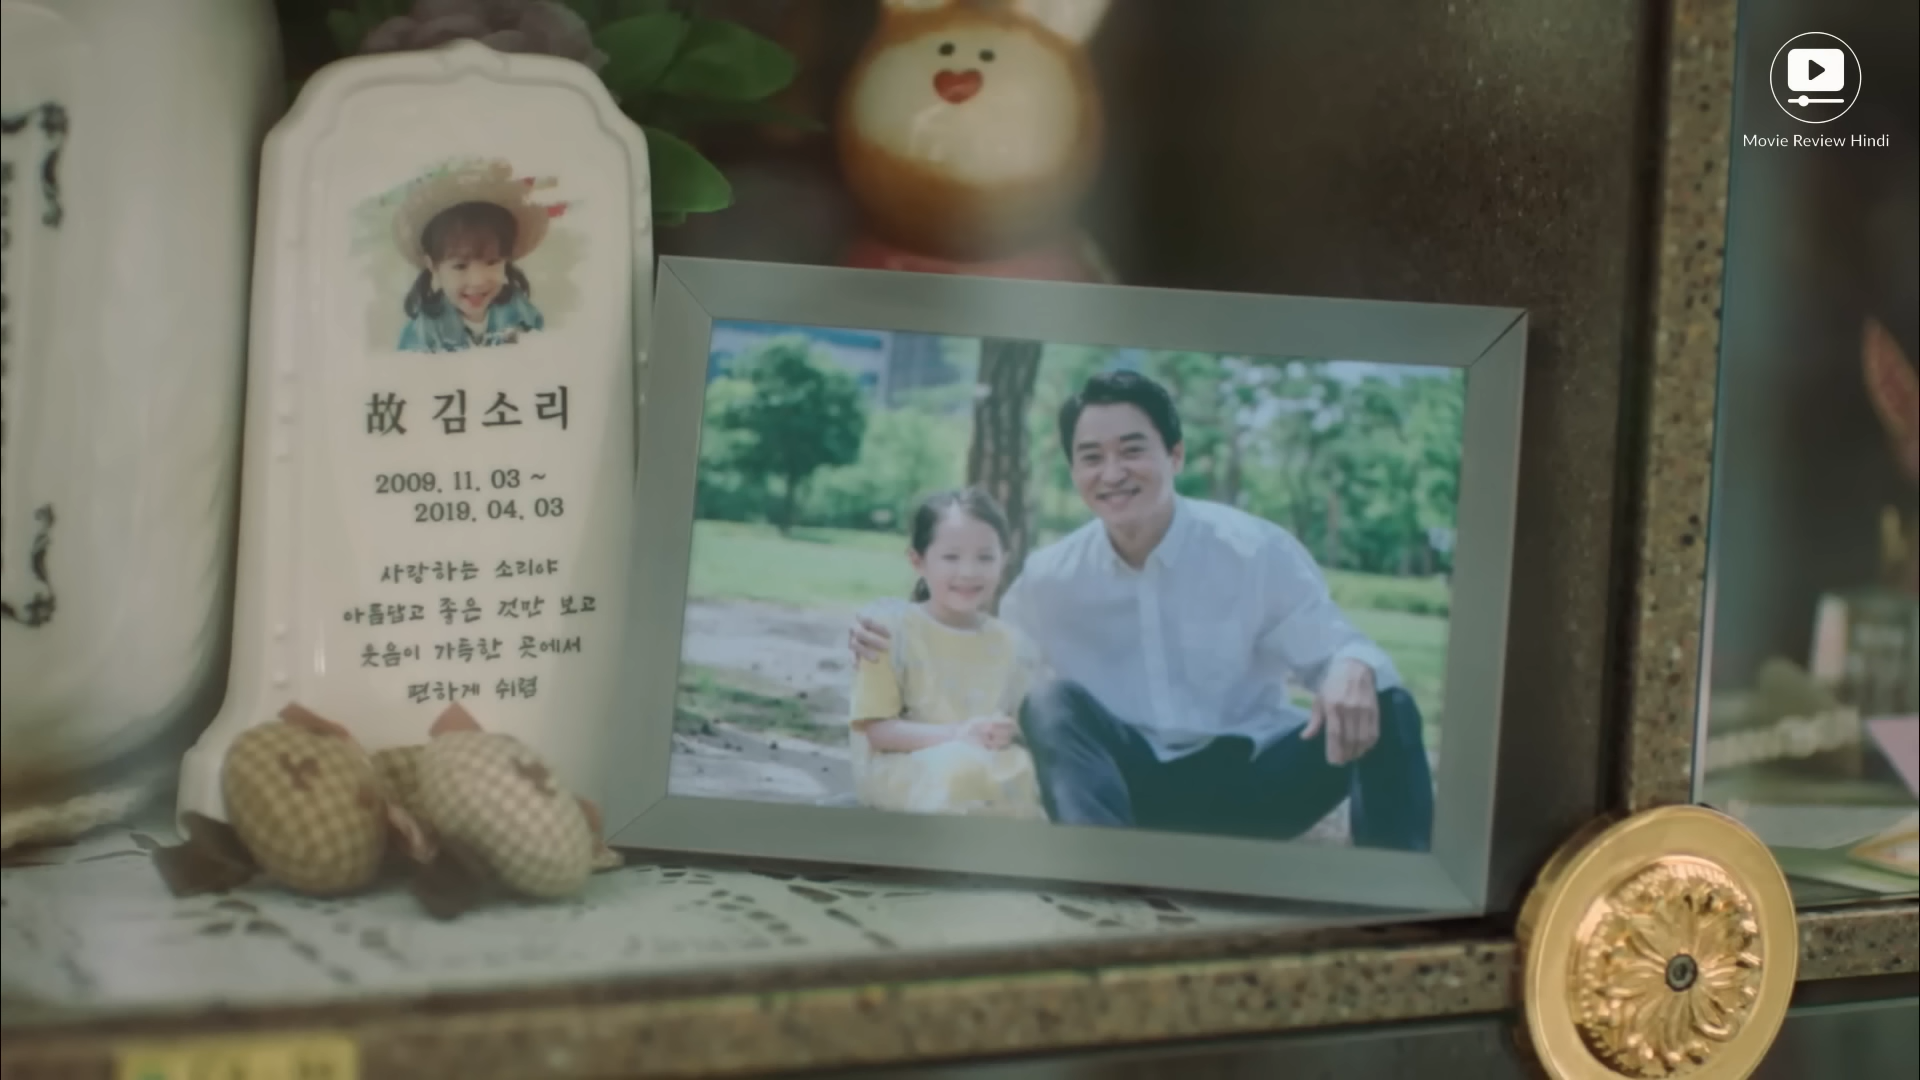 故 김소리
2009. 11. 03 ~
2019. 04. 03
사랑하는 소리야
아름답고 좋은 것만 보고
웃음이 가득한 곳에서
편하게 쉬렴
Movie Review Hindi